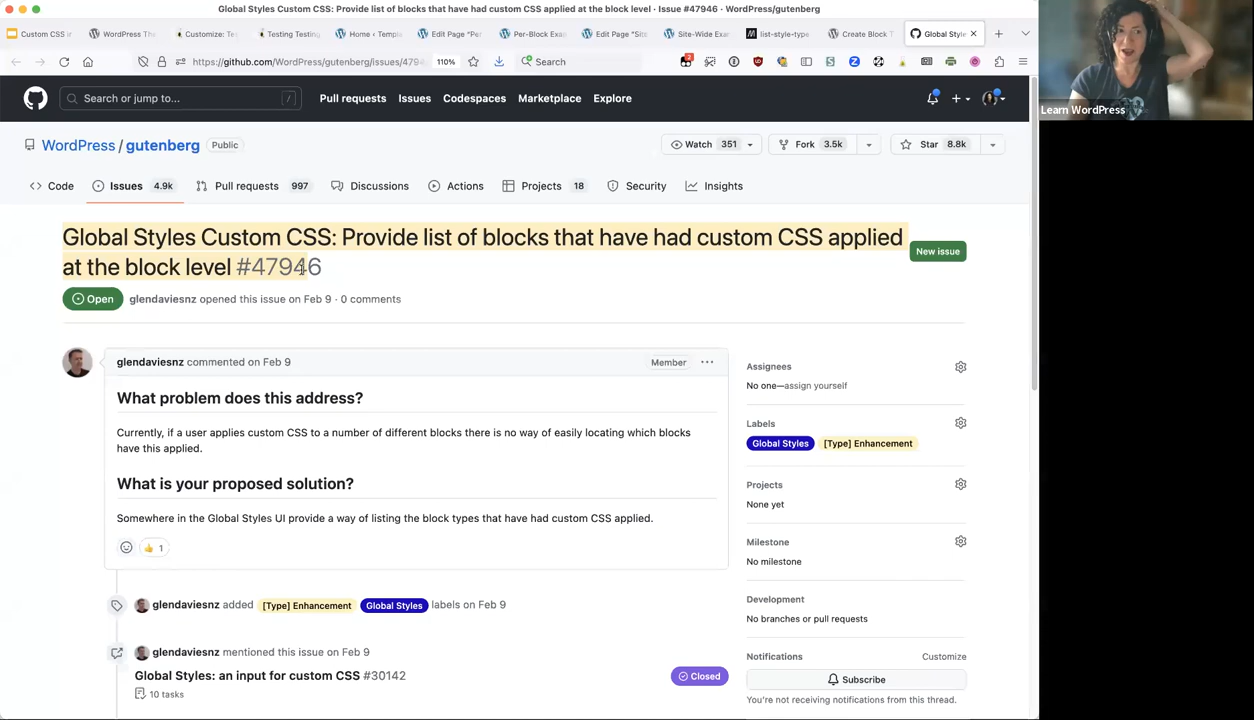 Global Styles Custom CSS: Provide list of blocks that have had custom CSS applied at the block level · Issue #47946 · WordPress/gutenberg
Custom CSS ar
WordPress The
Customize: Tes
Testing Testing
Home ‹ Templ
Edit Page "Per
Per-Block Exa
Edit Page "Site
Site-Wide Exa
list-style-type
Create Block T
Global Style
https://github.com/WordPress/gutenberg/issues/4794
110%
Search
Learn WordPress
Search or jump to...
/
Pull requests
Issues
Codespaces
Marketplace
Explore
WordPress / gutenberg
Public
Watch 351
Fork 3.5k
Star 8.8k
Code
Issues 4.9k
Pull requests 997
Discussions
Actions
Projects 18
Security
Insights
Global Styles Custom CSS: Provide list of blocks that have had custom CSS applied
at the block level #47946
New issue
Open
glendaviesnz opened this issue on Feb 9 · 0 comments
glendaviesnz commented on Feb 9
Member
What problem does this address?
Currently, if a user applies custom CSS to a number of different blocks there is no way of easily locating which blocks
have this applied.
What is your proposed solution?
Somewhere in the Global Styles UI provide a way of listing the block types that have had custom CSS applied.
1
glendaviesnz added [Type] Enhancement Global Styles labels on Feb 9
glendaviesnz mentioned this issue on Feb 9
Global Styles: an input for custom CSS #30142
Closed
10 tasks
Assignees
No one—assign yourself
Labels
Global Styles [Type] Enhancement
Projects
None yet
Milestone
No milestone
Development
No branches or pull requests
Notifications
Customize
Subscribe
You're not receiving notifications from this thread.